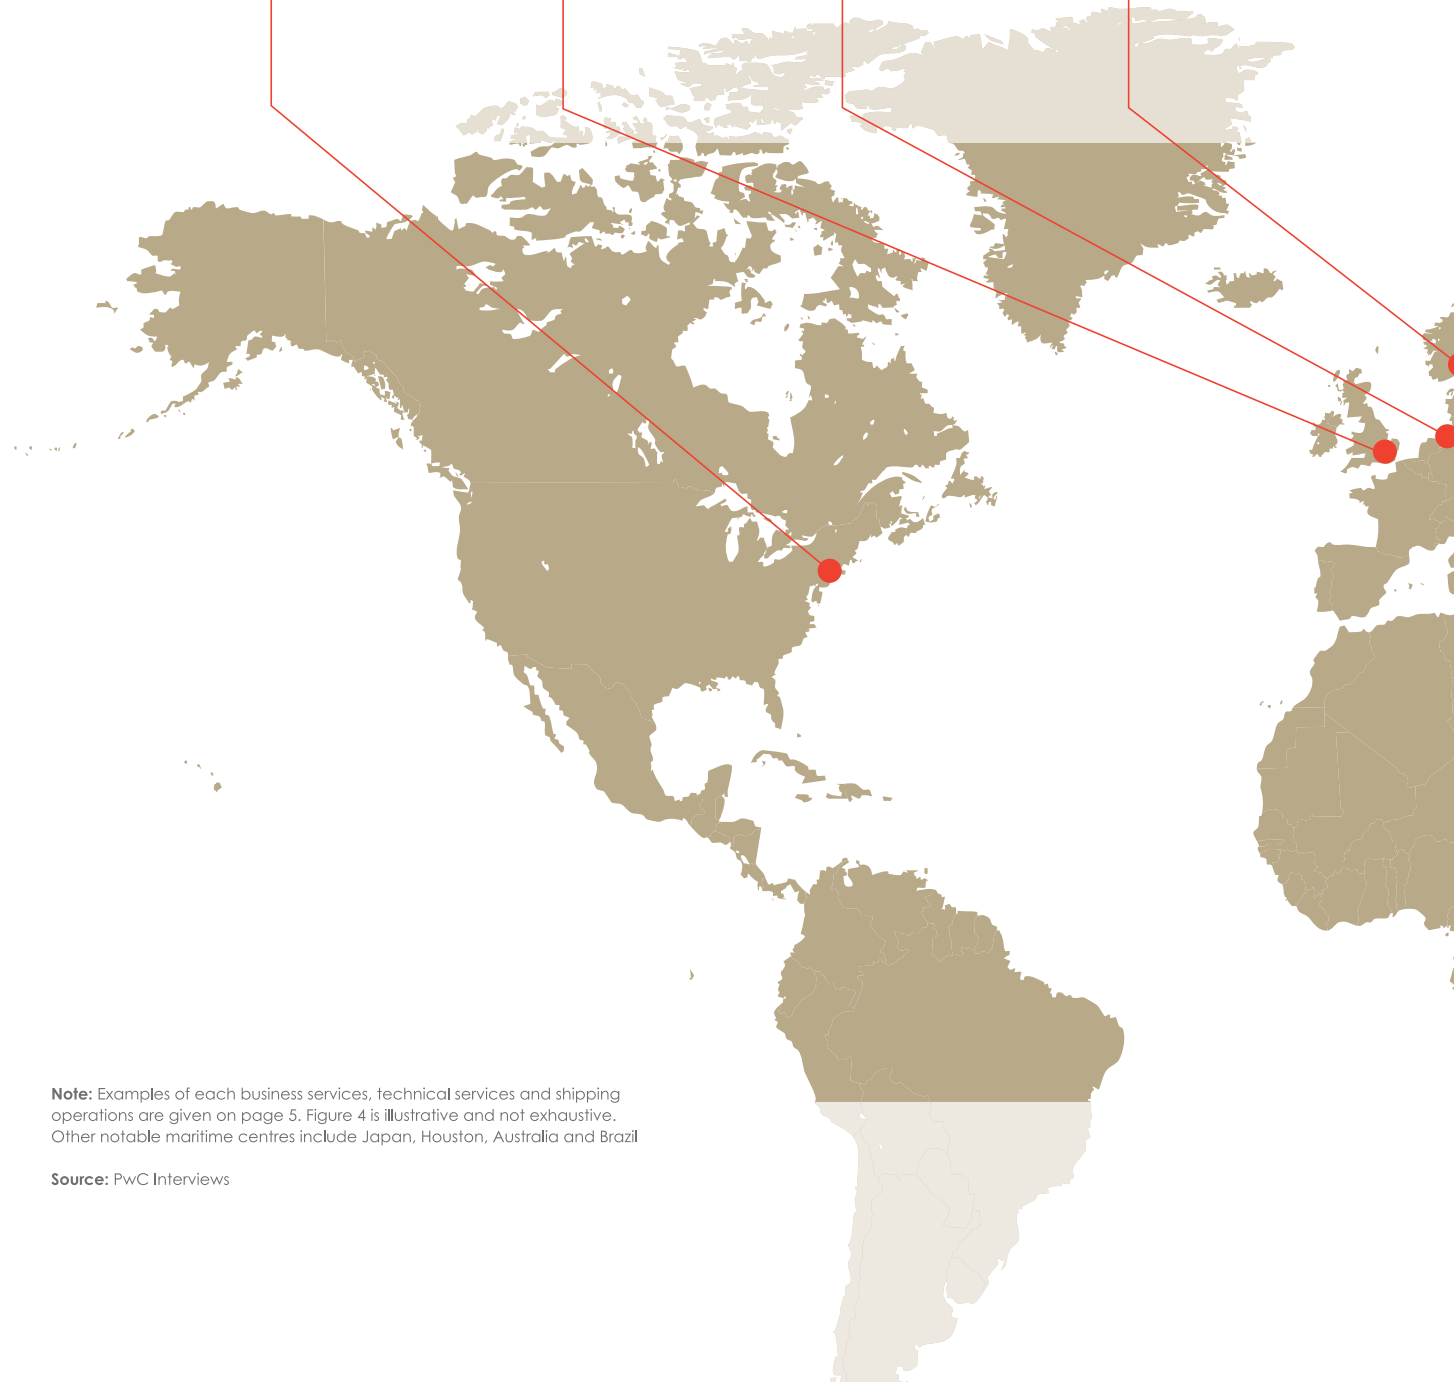 Note: Examples of each business services, technical services and shipping
operations are given on page 5. Figure 4 is illustrative and not exhaustive.
Other notable maritime centres include Japan, Houston, Australia and Brazil
Source: PwC Interviews